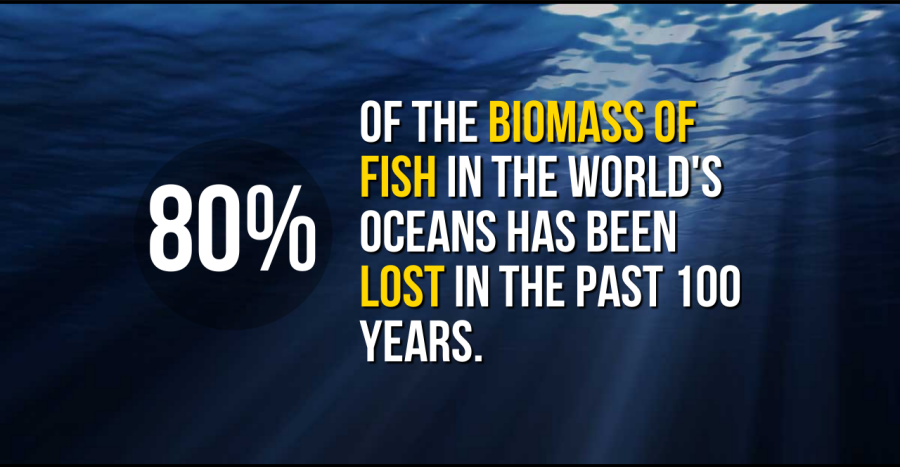 80%
OF THE BIOMASS OF
FISH IN THE WORLD'S
OCEANS HAS BEEN
LOST IN THE PAST 100
YEARS.